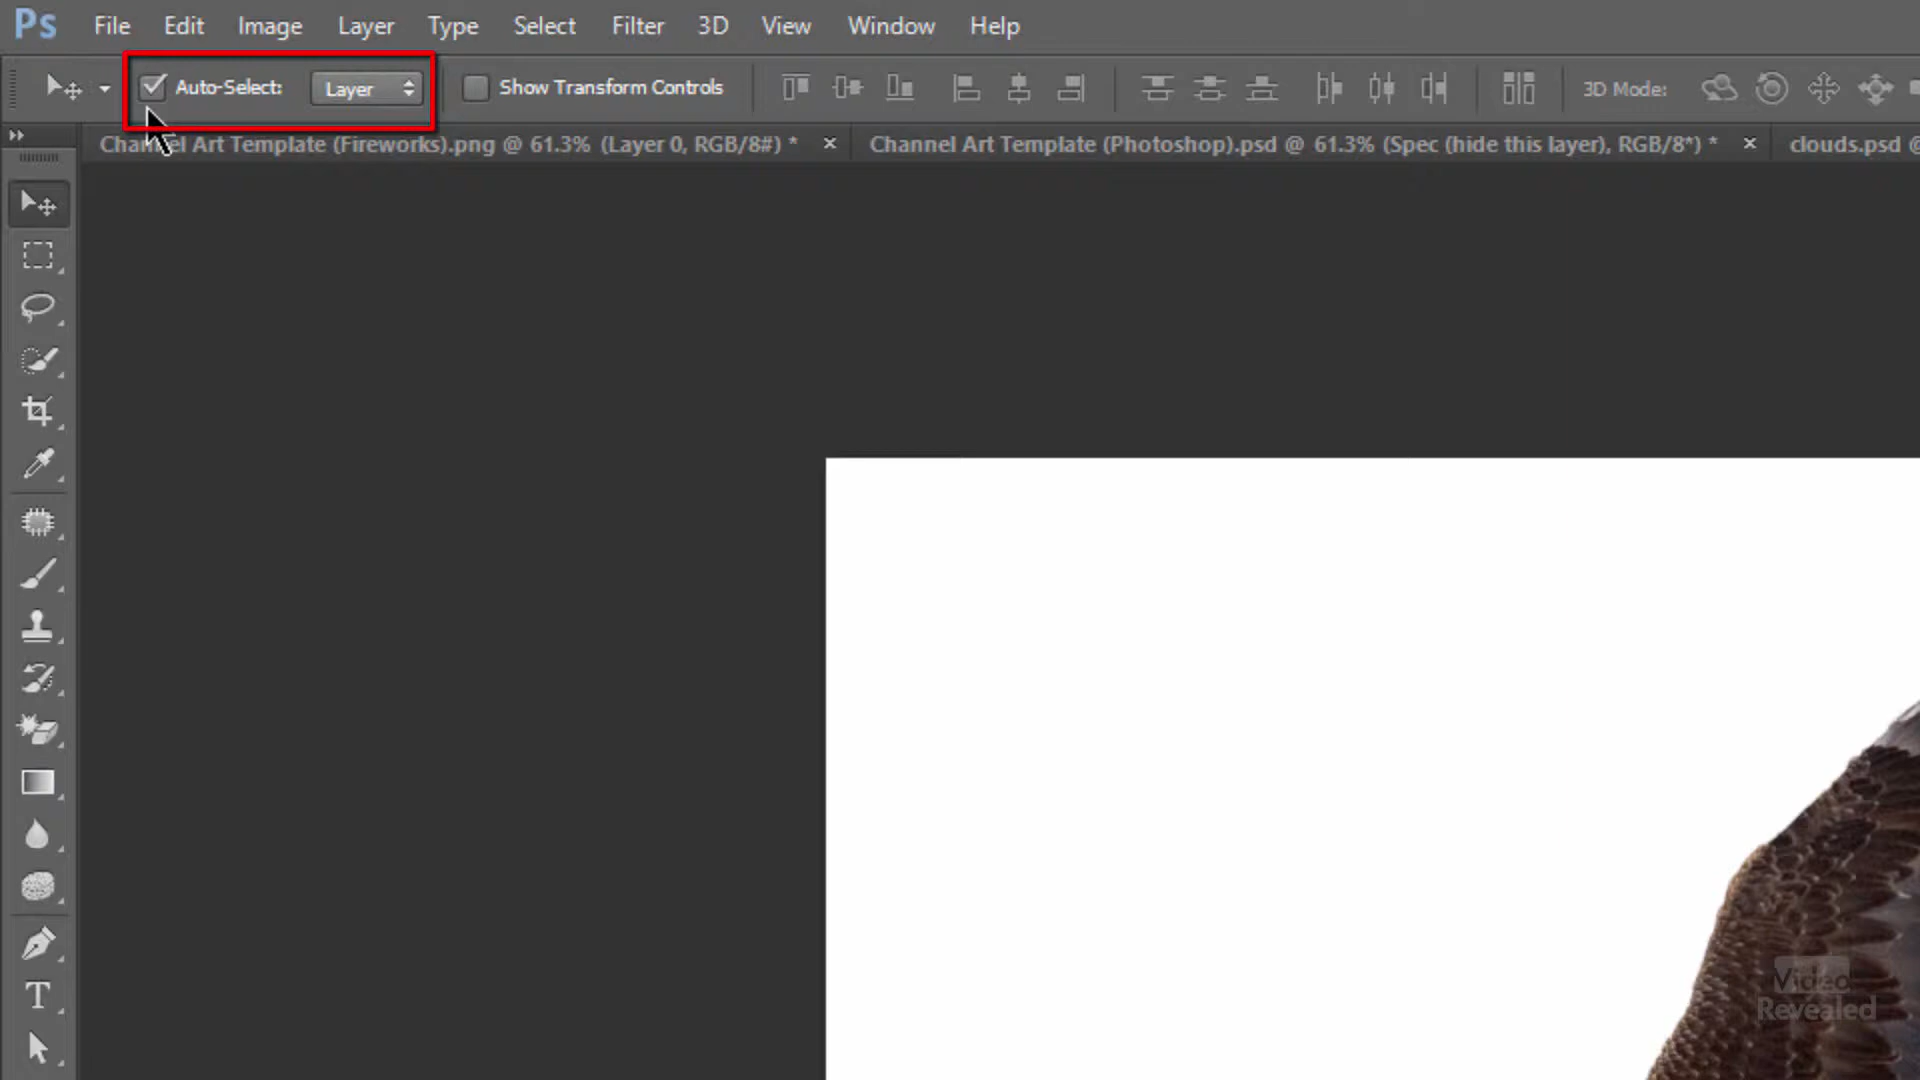 Ps File Edit Image Layer Type Select Filter 3D View Window Help
Auto-Select: Layer Show Transform Controls 3D Mode:
Channel Art Template (Fireworks).png @ 61.3% (Layer 0, RGB/8#) * × Channel Art Template (Photoshop).psd @ 61.3% (Spec (hide this layer), RGB/8*) * × clouds.psd @
T
Video
Revealed